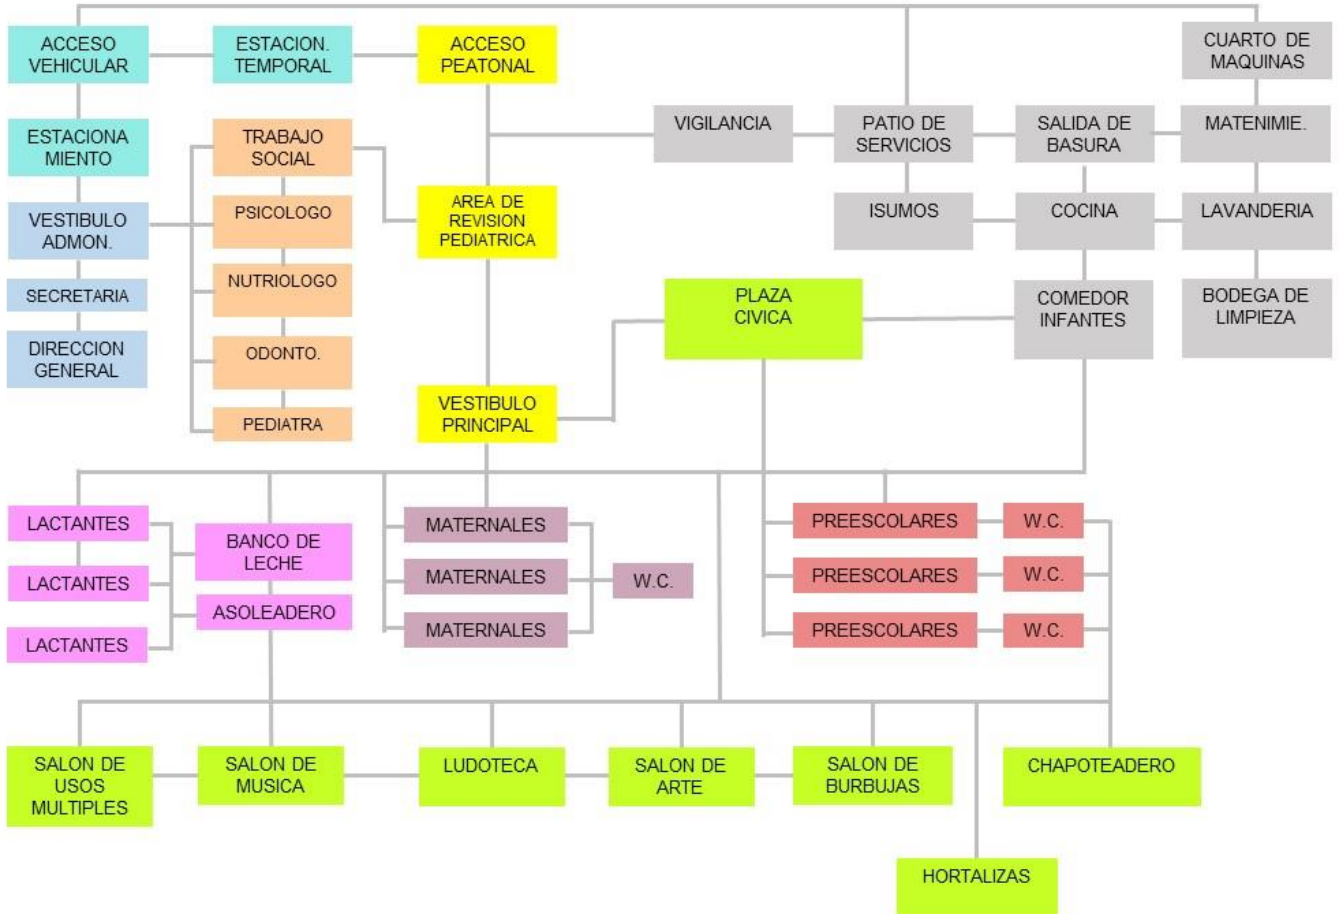 ACCESO
VEHICULAR
ESTACION.
TEMPORAL
ACCESO
PEATONAL
CUARTO DE
MAQUINAS
ESTACIONA
MIENTO
TRABAJO
SOCIAL
VIGILANCIA
PATIO DE
SERVICIOS
SALIDA DE
BASURA
MATENIMIE.
VESTIBULO
ADMON.
PSICOLOGO
AREA DE
REVISION
PEDIATRICA
ISUMOS
COCINA
LAVANDERIA
SECRETARIA
NUTRIOLOGO
PLAZA
CIVICA
COMEDOR
INFANTES
BODEGA DE
LIMPIEZA
DIRECCION
GENERAL
ODONTO.
PEDIATRA
VESTIBULO
PRINCIPAL
LACTANTES
BANCO DE
LECHE
MATERNALES
PREESCOLARES
W.C.
LACTANTES
MATERNALES
W.C.
PREESCOLARES
W.C.
LACTANTES
ASOLEADERO
MATERNALES
PREESCOLARES
W.C.
SALON DE
USOS
MULTIPLES
SALON DE
MUSICA
LUDOTECA
SALON DE
ARTE
SALON DE
BURBUJAS
CHAPOTEADERO
HORTALIZAS